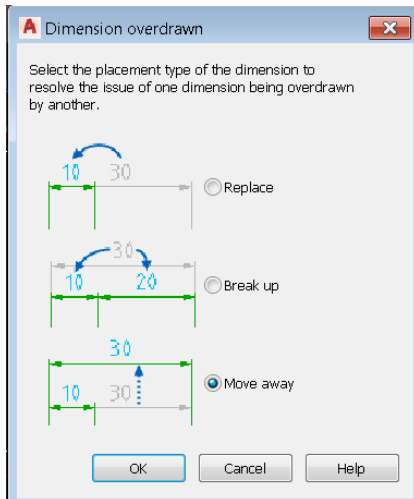 A Dimension overdrawn
Select the placement type of the dimension to
resolve the issue of one dimension being overdrawn
by another.
10 30
Replace
30
10 20
Break up
30
Move away
10 30
OK Cancel Help